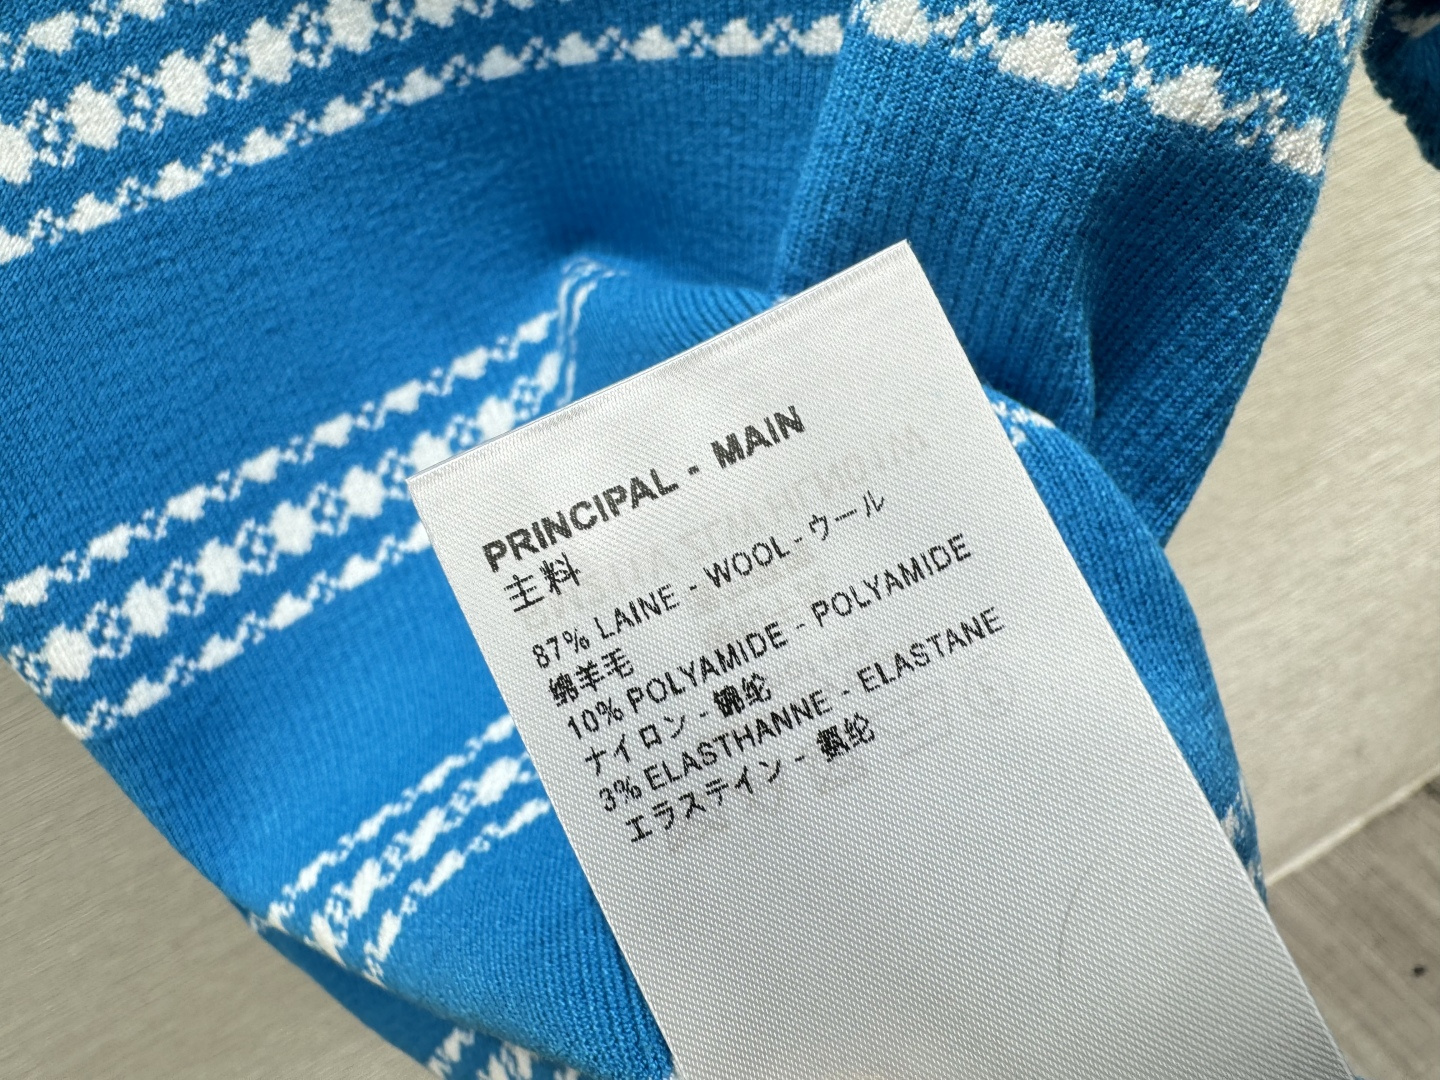 PRINCIPAL - MAIN
主料
87% LAINE - WOOL - ウール
绵羊毛
10% POLYAMIDE - POLYAMIDE
ナイロン - 锦纶
3% ELASTHANNE - ELASTANE
エラステイン - 氨纶